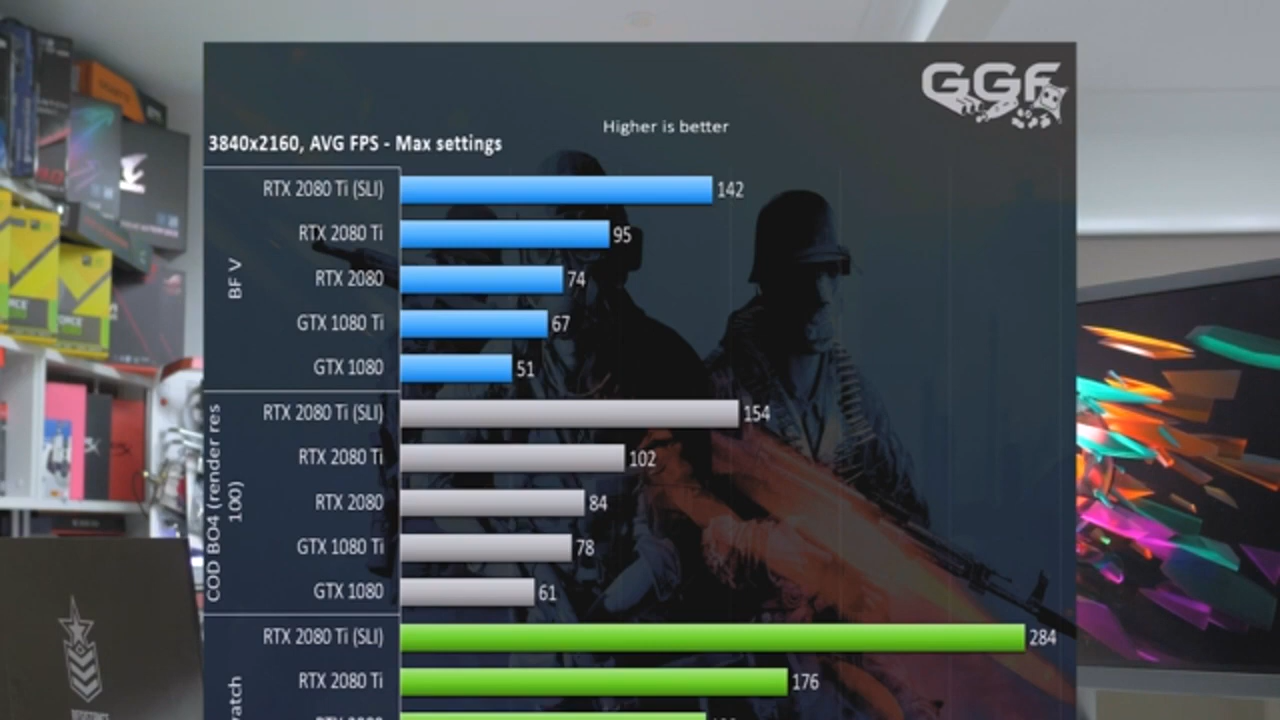 GGF
Higher is better
3840x2160, AVG FPS - Max settings
BF V
RTX 2080 Ti (SLI) 142
RTX 2080 Ti 95
RTX 2080 74
GTX 1080 Ti 67
GTX 1080 51
COD BO4 (render res
100)
RTX 2080 Ti (SLI) 154
RTX 2080 Ti 102
RTX 2080 84
GTX 1080 Ti 78
GTX 1080 61
RTX 2080 Ti (SLI) 284
RTX 2080 Ti 176